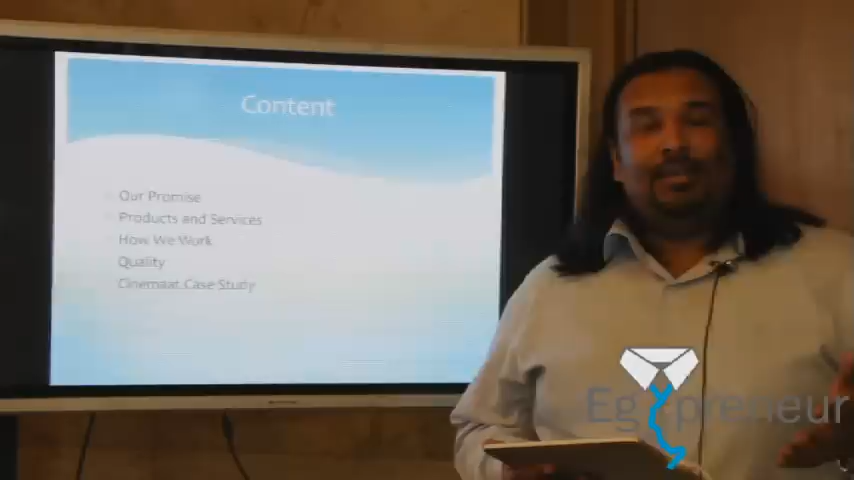 Content
Our Promise
Products and Services
How We Work
Quality
Cinemaat Case Study
Egypreneur